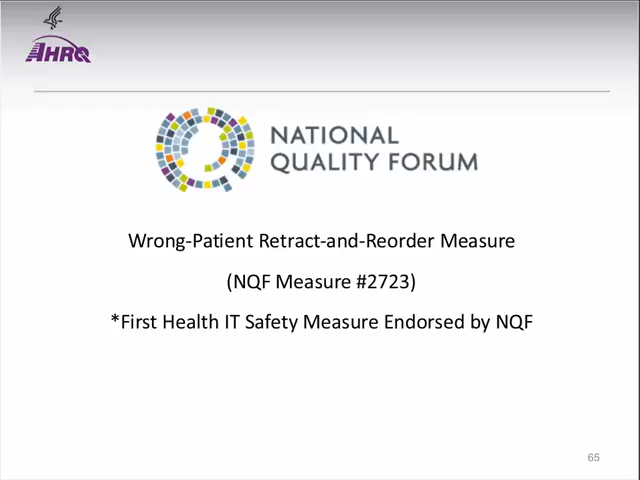 AHRQ
NATIONAL
QUALITY FORUM
Wrong-Patient Retract-and-Reorder Measure
(NQF Measure #2723)
*First Health IT Safety Measure Endorsed by NQF
65